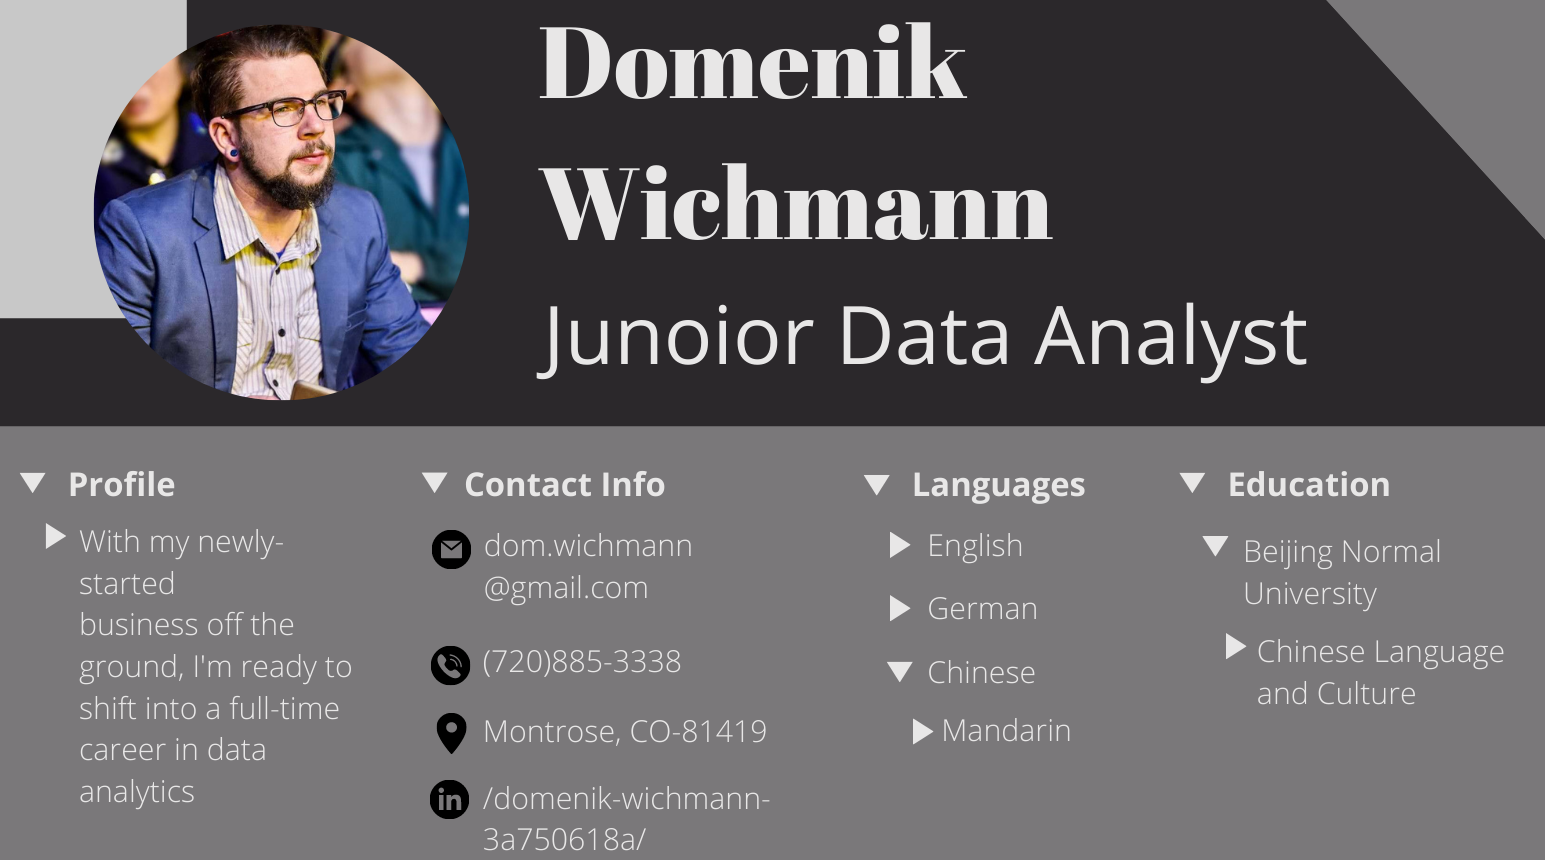 Domenik
Wichmann
Junoior Data Analyst
Profile
With my newly-
started
business off the
ground, I'm ready to
shift into a full-time
career in data
analytics
Contact Info
dom.wichmann
@gmail.com
(720)885-3338
Montrose, CO-81419
in
/domenik-wichmann-
3a750618a/
Languages
English
German
Chinese
Mandarin
Education
Beijing Normal
University
Chinese Language
and Culture